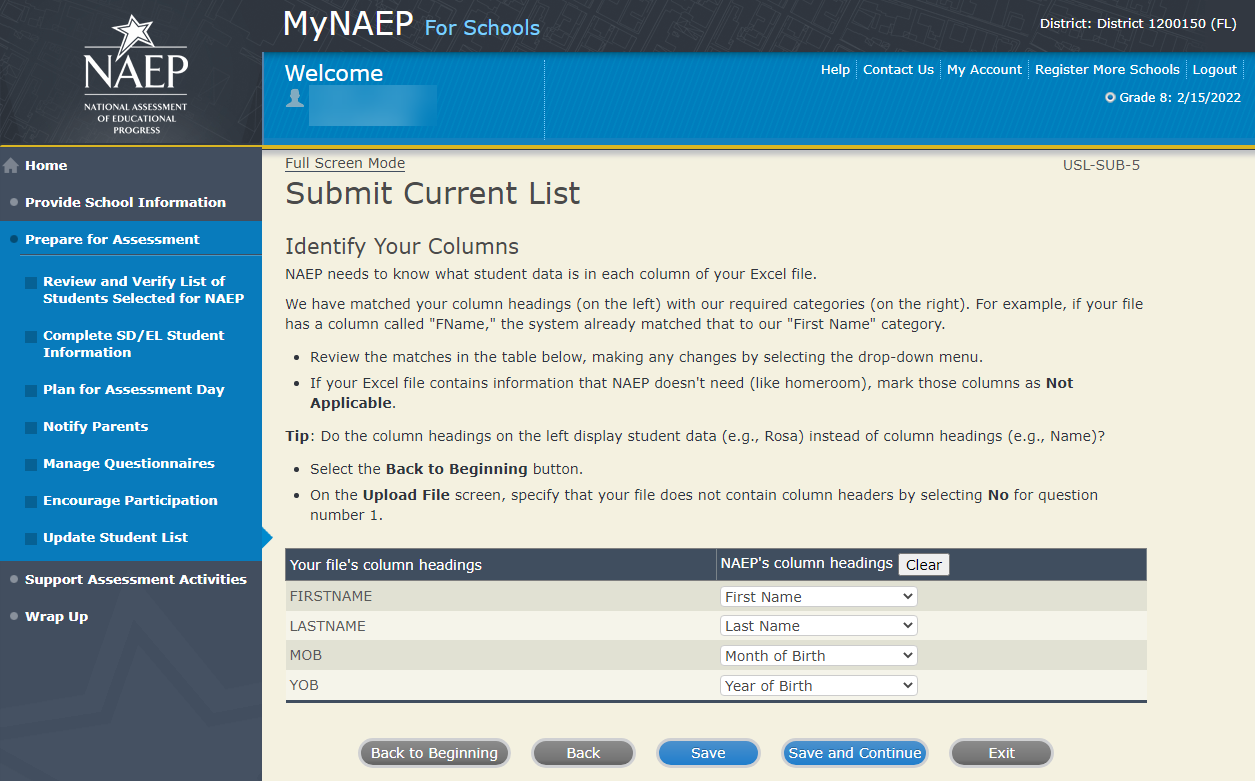 NAEP
NATIONAL ASSESSMENT
OF EDUCATIONAL
PROGRESS
MyNAEP For Schools
District: District 1200150 (FL)
Welcome
Help Contact Us My Account Register More Schools Logout
Grade 8: 2/15/2022
Home
Provide School Information
Prepare for Assessment
Review and Verify List of
Students Selected for NAEP
Complete SD/EL Student
Information
Plan for Assessment Day
Notify Parents
Manage Questionnaires
Encourage Participation
Update Student List
Support Assessment Activities
Wrap Up
Full Screen Mode
USL-SUB-5
Submit Current List
Identify Your Columns
NAEP needs to know what student data is in each column of your Excel file.
We have matched your column headings (on the left) with our required categories (on the right). For example, if your file
has a column called "FName," the system already matched that to our "First Name" category.
• Review the matches in the table below, making any changes by selecting the drop-down menu.
• If your Excel file contains information that NAEP doesn't need (like homeroom), mark those columns as Not
Applicable.
Tip: Do the column headings on the left display student data (e.g., Rosa) instead of column headings (e.g., Name)?
• Select the Back to Beginning button.
• On the Upload File screen, specify that your file does not contain column headers by selecting No for question
number 1.
Your file's column headings NAEP's column headings Clear
FIRSTNAME First Name
LASTNAME Last Name
MOB Month of Birth
YOB Year of Birth
Back to Beginning Back Save Save and Continue Exit